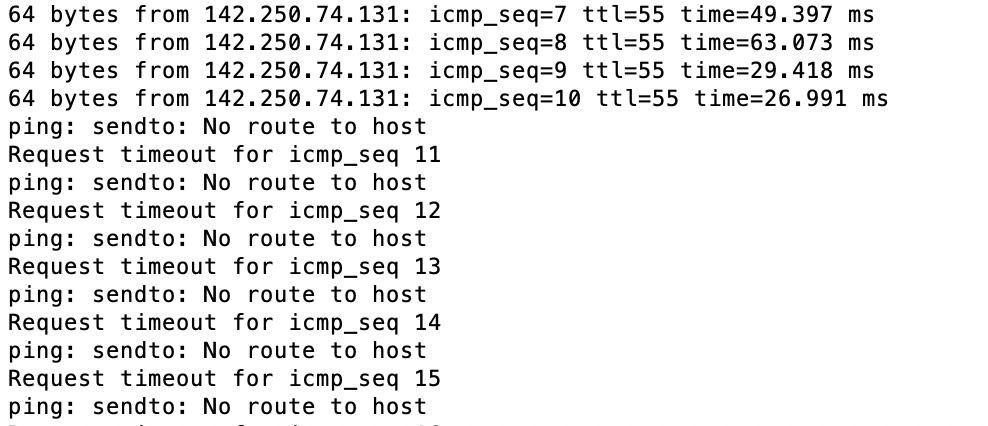 64 bytes from 142.250.74.131: icmp_seq=7 ttl=55 time=49.397 ms
64 bytes from 142.250.74.131: icmp_seq=8 ttl=55 time=63.073 ms
64 bytes from 142.250.74.131: icmp_seq=9 ttl=55 time=29.418 ms
64 bytes from 142.250.74.131: icmp_seq=10 ttl=55 time=26.991 ms
ping: sendto: No route to host
Request timeout for icmp_seq 11
ping: sendto: No route to host
Request timeout for icmp_seq 12
ping: sendto: No route to host
Request timeout for icmp_seq 13
ping: sendto: No route to host
Request timeout for icmp_seq 14
ping: sendto: No route to host
Request timeout for icmp_seq 15
ping: sendto: No route to host